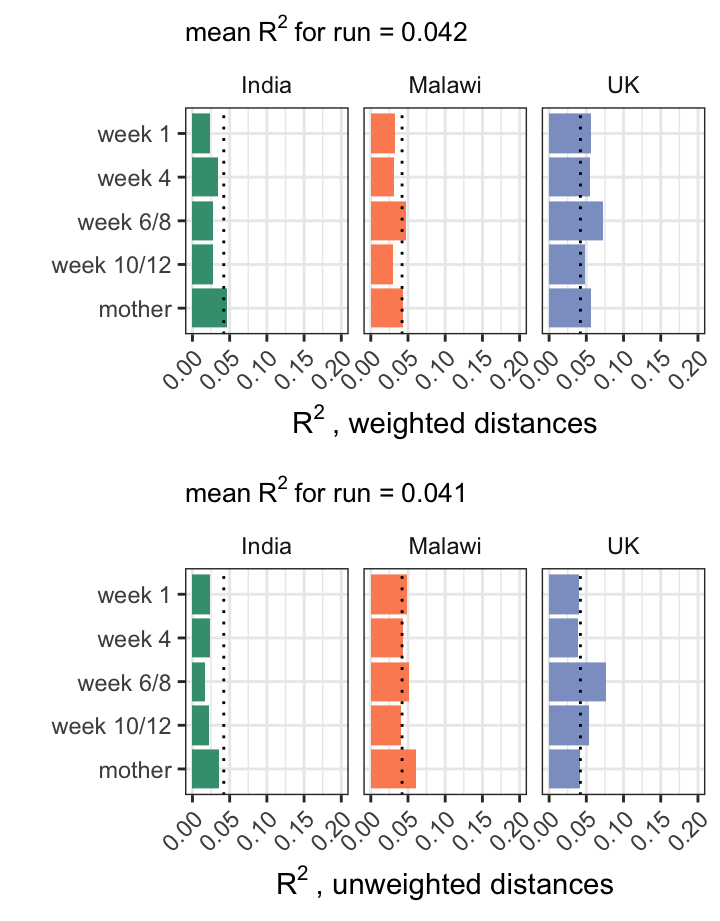 mean R² for run = 0.042
India Malawi UK
week 1
week 4
week 6/8
week 10/12
mother
0.00 0.05 0.10 0.15 0.20 0.00 0.05 0.10 0.15 0.20 0.00 0.05 0.10 0.15 0.20
R² , weighted distances
mean R² for run = 0.041
India Malawi UK
week 1
week 4
week 6/8
week 10/12
mother
0.00 0.05 0.10 0.15 0.20 0.00 0.05 0.10 0.15 0.20 0.00 0.05 0.10 0.15 0.20
R² , unweighted distances